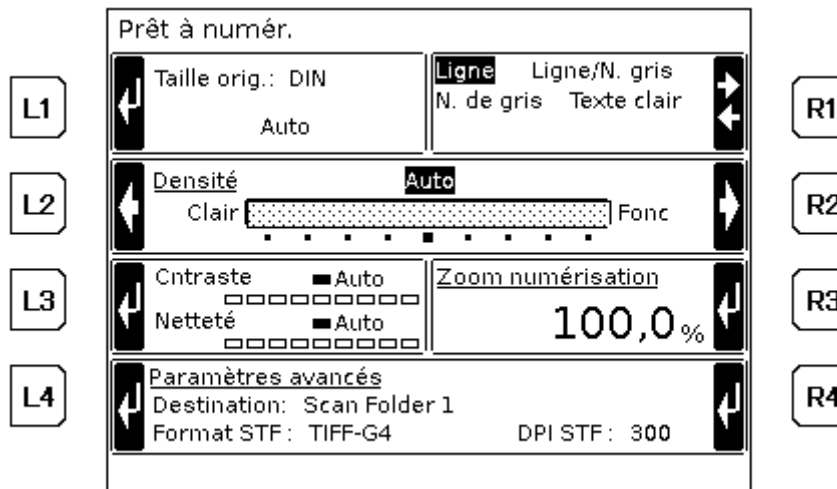 Prêt à numér.
L1
Taille orig.: DIN
Auto
Ligne Ligne/N. gris
N. de gris Texte clair
R1
L2
Densité Auto
Clair Fonc
R2
L3
Cntraste Auto
Netteté Auto
Zoom numérisation
100,0 %
R3
L4
Paramètres avancés
Destination: Scan Folder 1
Format STF : TIFF-G4 DPI STF : 300
R4